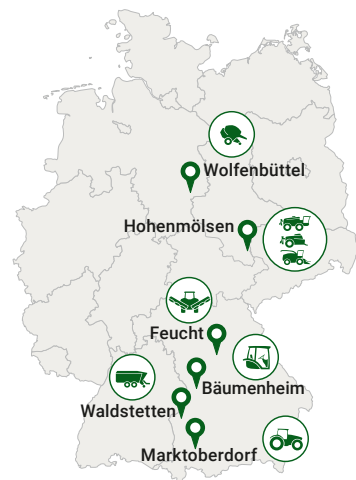 Wolfenbüttel
Hohenmölsen
Feucht
Bäumenheim
Waldstetten
Marktoberdorf